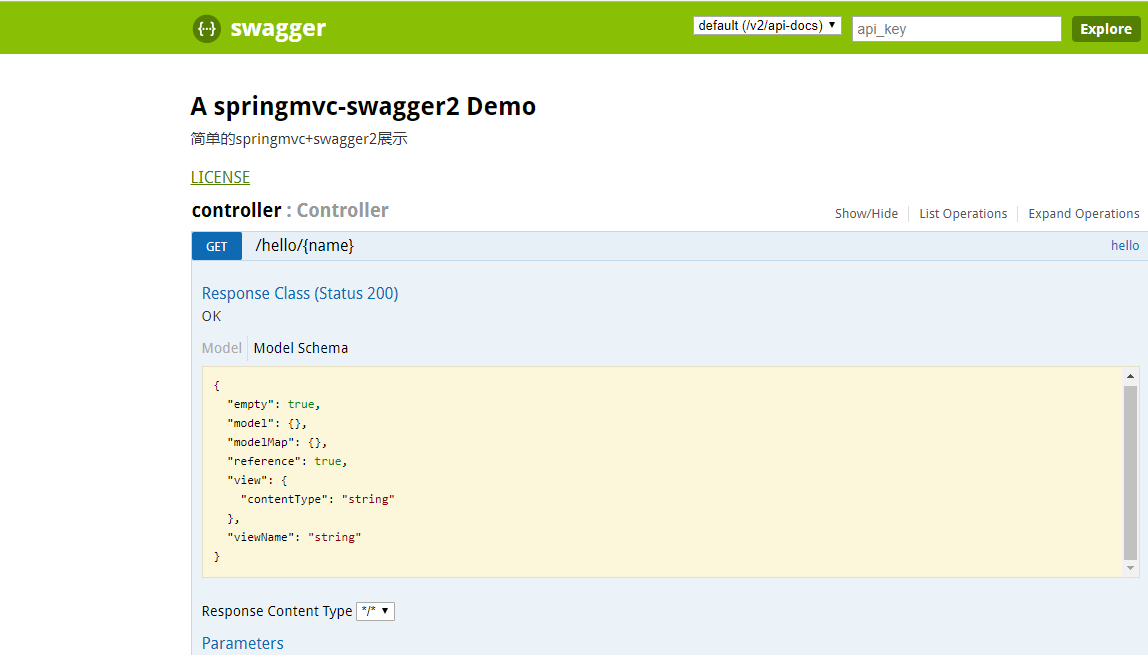 {··} swagger default (/v2/api-docs) ▼ api_key Explore
A springmvc-swagger2 Demo
简单的springmvc+swagger2展示
LICENSE
controller : Controller Show/Hide List Operations Expand Operations
GET /hello/{name} hello
Response Class (Status 200)
OK
Model Model Schema
{
"empty": true,
"model": {},
"modelMap": {},
"reference": true,
"view": {
"contentType": "string"
},
"viewName": "string"
}
Response Content Type */* ▼
Parameters